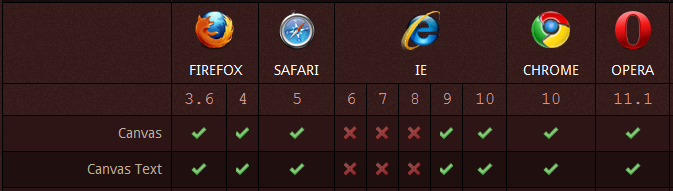 FIREFOX SAFARI IE CHROME OPERA
3.6 4 5 6 7 8 9 10 10 11.1
Canvas
Canvas Text